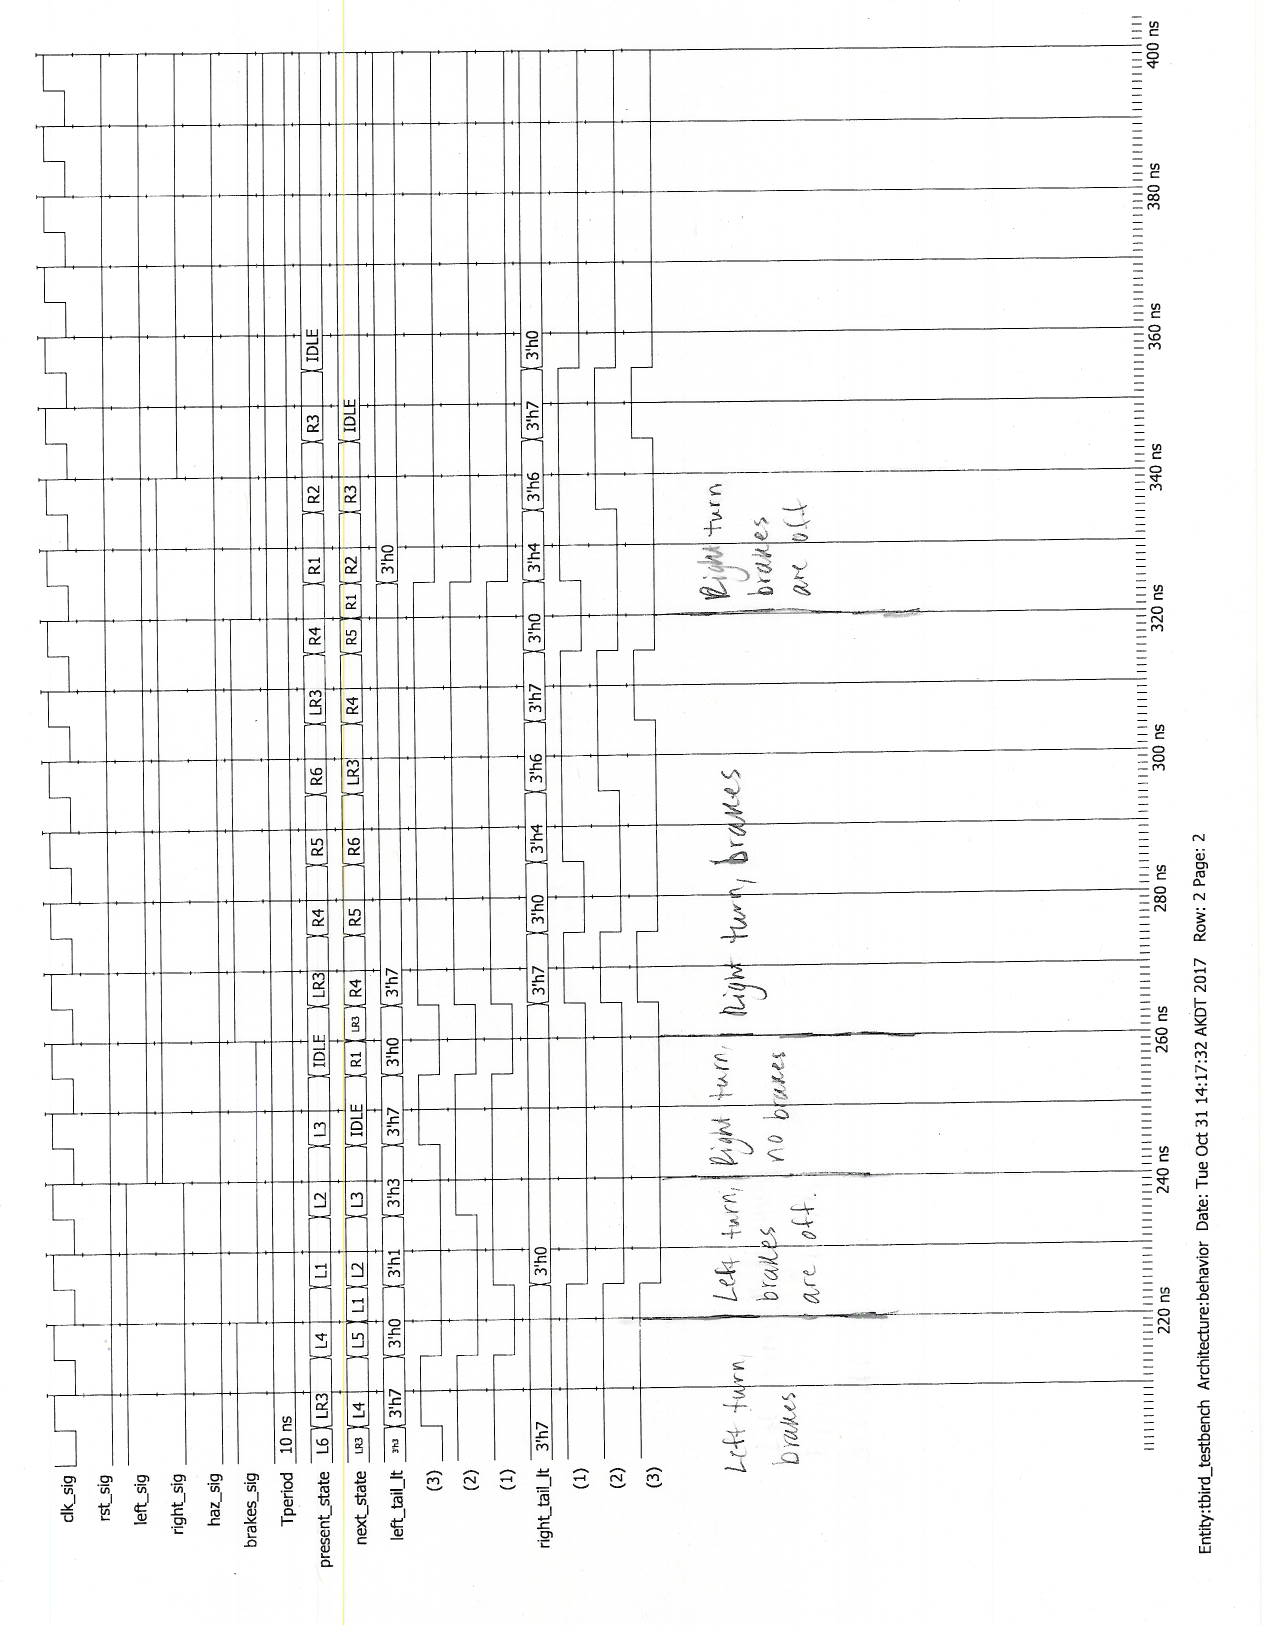 clk_sig
rst_sig
left_sig
right_sig
haz_sig
brakes_sig
Tperiod 10 ns
present_state L6 LR3 L4 L1 L2 L3 IDLE LR3 R4 R5 R6 LR3 R4 R1 R2 R3 IDLE
next_state LR3 L4 L5 L1 L2 L3 IDLE R1 LR3 R4 R5 R6 LR3 R4 R5 R1 R2 R3 IDLE
left_tail_lt 3'h3 3'h7 3'h0 3'h1 3'h3 3'h7 3'h0 3'h7 3'h0
(3)
(2)
(1)
right_tail_lt 3'h7 3'h0 3'h7 3'h0 3'h4 3'h6 3'h7 3'h0 3'h4 3'h6 3'h7 3'h0
(1)
(2)
(3)
Left turn
brakes
Left turn,
brakes
are off.
Right turn,
no brakes
Right turn, brakes
Right turn
brakes
are off
220 ns 240 ns 260 ns 280 ns 300 ns 320 ns 340 ns 360 ns 380 ns 400 ns
Entity:tbird_testbench Architecture:behavior Date: Tue Oct 31 14:17:32 AKDT 2017 Row: 2 Page: 2